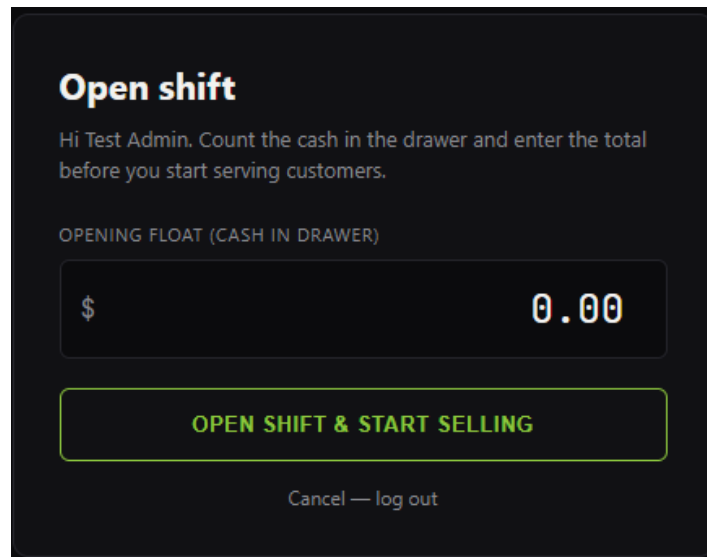 Open shift
Hi Test Admin. Count the cash in the drawer and enter the total
before you start serving customers.
OPENING FLOAT (CASH IN DRAWER)
$ 0.00
OPEN SHIFT & START SELLING
Cancel — log out